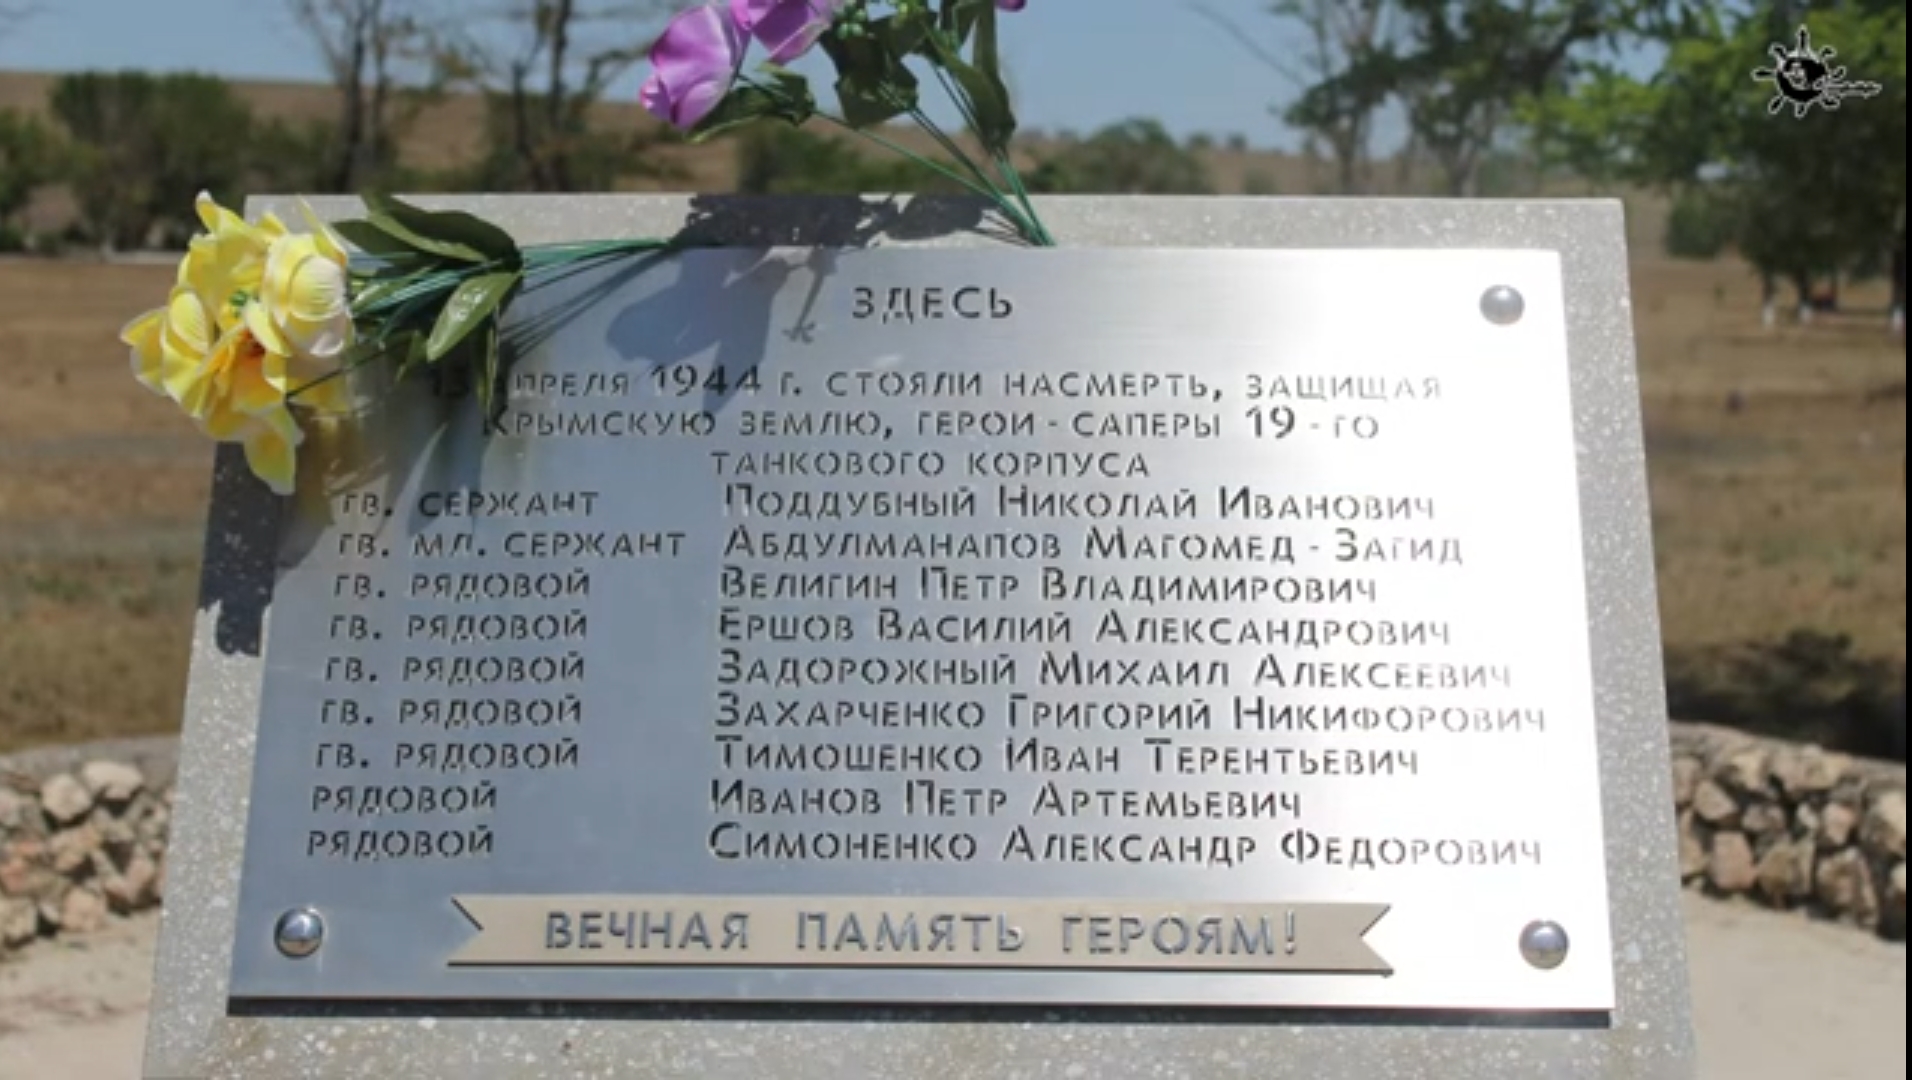 ЗДЕСЬ
13 АПРЕЛЯ 1944 Г. СТОЯЛИ НАСМЕРТЬ, ЗАЩИЩАЯ
КРЫМСКУЮ ЗЕМЛЮ, ГЕРОИ - САПЕРЫ 19 - ГО
ТАНКОВОГО КОРПУСА
ГВ. СЕРЖАНТ ПОДДУБНЫЙ НИКОЛАЙ ИВАНОВИЧ
ГВ. МЛ. СЕРЖАНТ АБДУЛМАНАПОВ МАГОМЕД - ЗАГИД
ГВ. РЯДОВОЙ ВЕЛИГИН ПЕТР ВЛАДИМИРОВИЧ
ГВ. РЯДОВОЙ ЕРШОВ ВАСИЛИЙ АЛЕКСАНДРОВИЧ
ГВ. РЯДОВОЙ ЗАДОРОЖНЫЙ МИХАИЛ АЛЕКСЕЕВИЧ
ГВ. РЯДОВОЙ ЗАХАРЧЕНКО ГРИГОРИЙ НИКИФОРОВИЧ
ГВ. РЯДОВОЙ ТИМОШЕНКО ИВАН ТЕРЕНТЬЕВИЧ
РЯДОВОЙ ИВАНОВ ПЕТР АРТЕМЬЕВИЧ
РЯДОВОЙ СИМОНЕНКО АЛЕКСАНДР ФЕДОРОВИЧ
ВЕЧНАЯ ПАМЯТЬ ГЕРОЯМ!